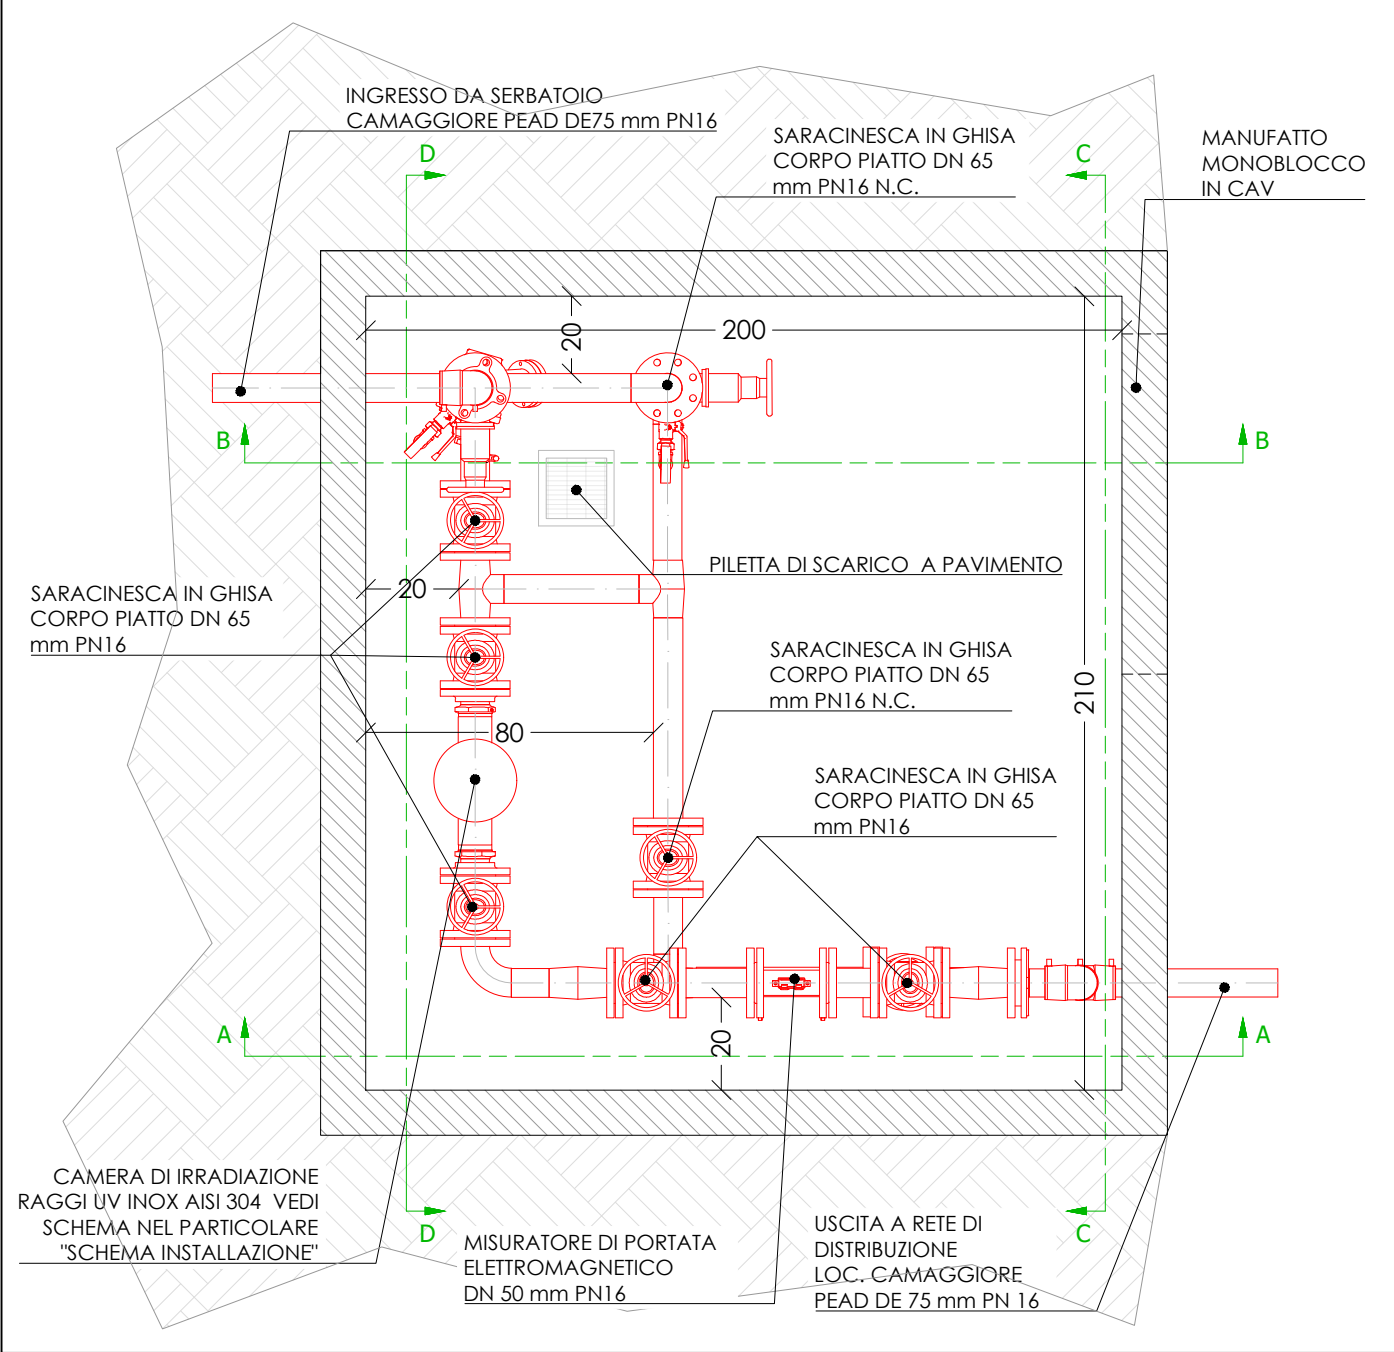 INGRESSO DA SERBATOIO
CAMAGGIORE PEAD DE75 mm PN16
SARACINESCA IN GHISA
CORPO PIATTO DN 65
mm PN16 N.C.
MANUFATTO
MONOBLOCCO
IN CAV
D
C
20
200
B
B
PILETTA DI SCARICO A PAVIMENTO
20
SARACINESCA IN GHISA
CORPO PIATTO DN 65
mm PN16
SARACINESCA IN GHISA
CORPO PIATTO DN 65
mm PN16 N.C.
210
80
SARACINESCA IN GHISA
CORPO PIATTO DN 65
mm PN16
A
20
A
CAMERA DI IRRADIAZIONE
RAGGI UV INOX AISI 304 VEDI
SCHEMA NEL PARTICOLARE
"SCHEMA INSTALLAZIONE"
D
C
MISURATORE DI PORTATA
ELETTROMAGNETICO
DN 50 mm PN16
USCITA A RETE DI
DISTRIBUZIONE
LOC. CAMAGGIORE
PEAD DE 75 mm PN 16